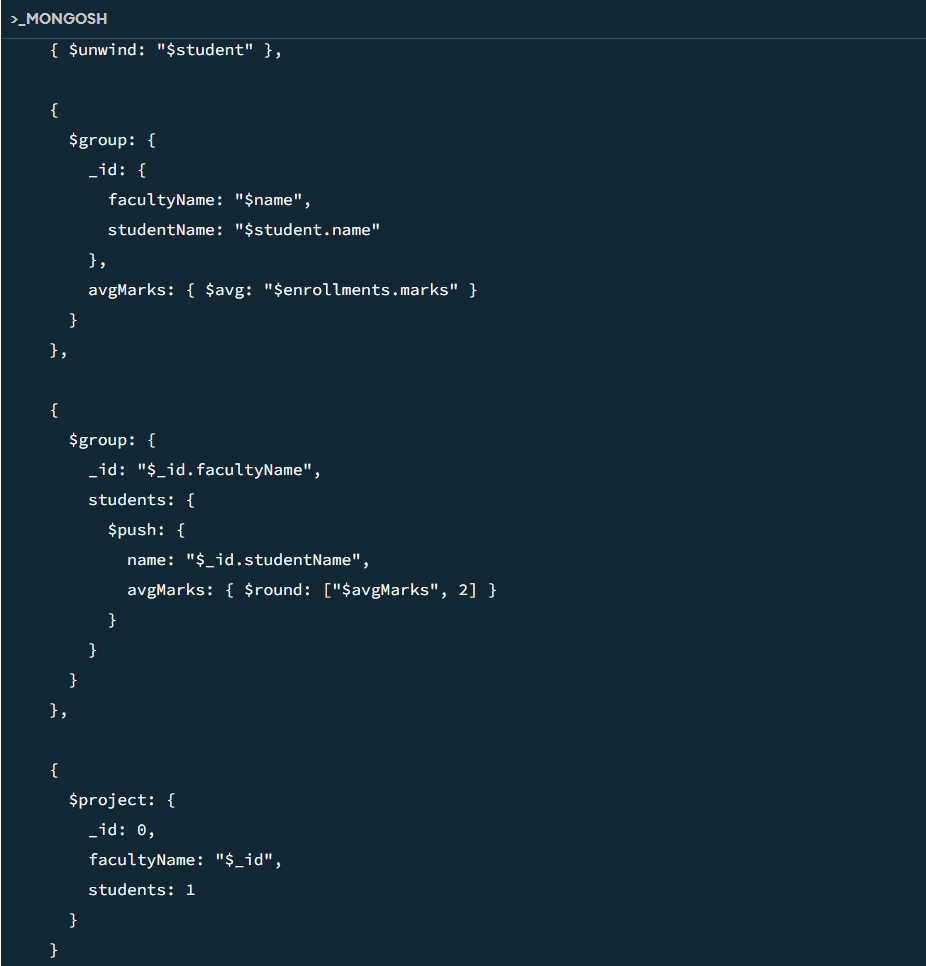 >_MONGOSH
{ $unwind: "$student" },
{
$group: {
_id: {
facultyName: "$name",
studentName: "$student.name"
},
avgMarks: { $avg: "$enrollments.marks" }
}
},
{
$group: {
_id: "$_id.facultyName",
students: {
$push: {
name: "$_id.studentName",
avgMarks: { $round: ["$avgMarks", 2] }
}
}
}
},
{
$project: {
_id: 0,
facultyName: "$_id",
students: 1
}
}